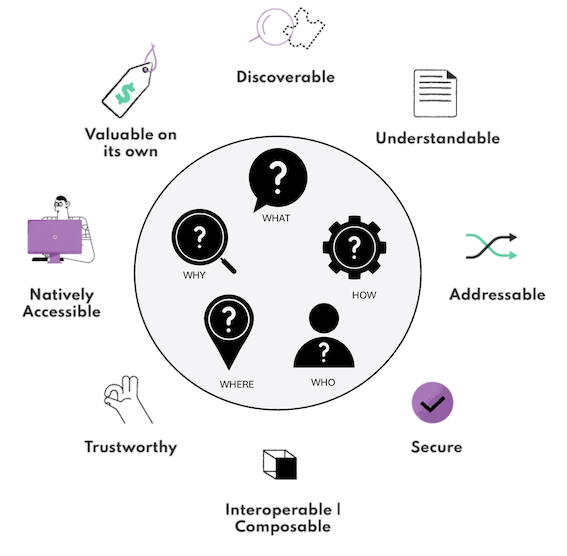 Discoverable
Understandable
Valuable on
its own
?
WHAT
?
WHY
?
HOW
$
Natively
Accessible
Addressable
?
WHERE
?
WHO
Trustworthy
Secure
Interoperable |
Composable